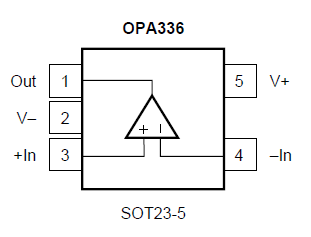 OPA336
Out 1 5 V+
V– 2
+ –
+In 3 4 –In
SOT23-5